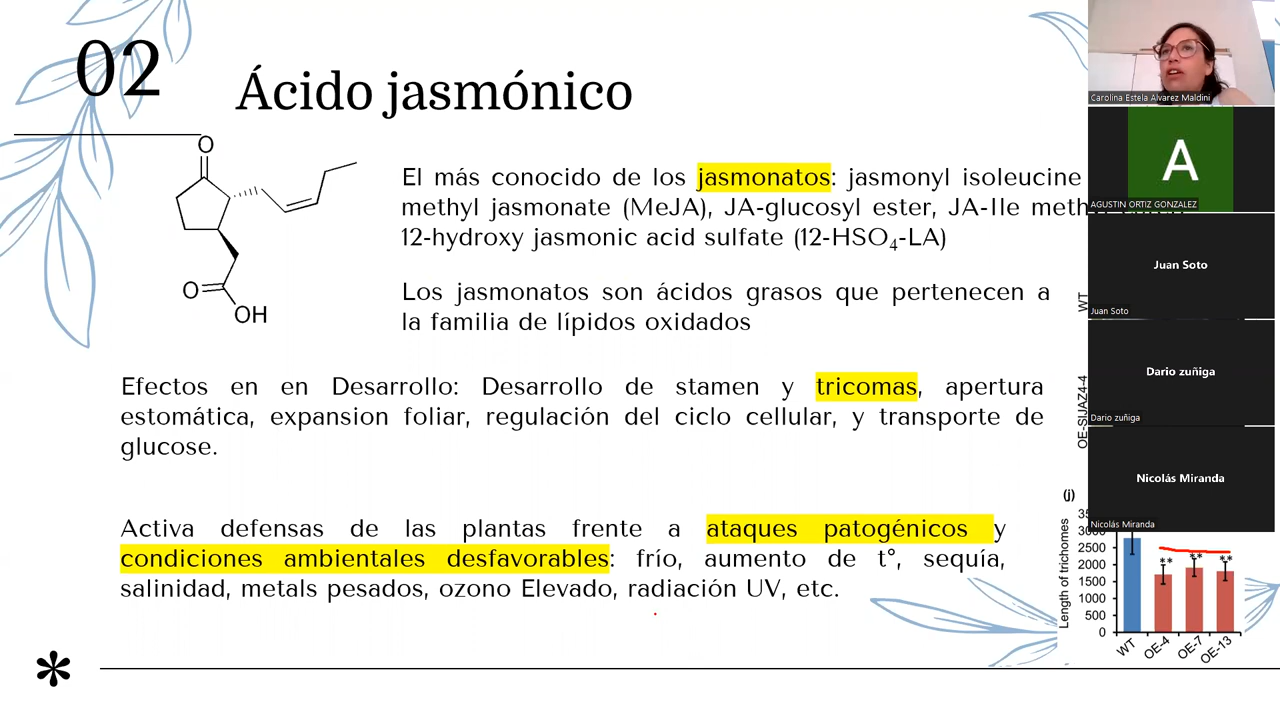 02
Ácido jasmónico
O
O
OH
El más conocido de los jasmonatos: jasmonyl isoleucine
methyl jasmonate (MeJA), JA-glucosyl ester, JA-Ile
12-hydroxy jasmonic acid sulfate (12-HSO4-LA)
Los jasmonatos son ácidos grasos que pertenecen a
la familia de lípidos oxidados
Efectos en en Desarrollo: Desarrollo de stamen y tricomas, apertura
estomática, expansion foliar, regulación del ciclo cellular, y transporte de
glucose.
Activa defensas de las plantas frente a ataques patogénicos y
condiciones ambientales desfavorables: frío, aumento de t°, sequía,
salinidad, metals pesados, ozono Elevado, radiación UV, etc.
Carolina Estela Alvarez Maldini
A
AGUSTIN ORTIZ GONZALEZ
Juan Soto
Juan Soto
Dario zuñiga
Dario zuñiga
Nicolás Miranda
Nicolás Miranda
WT
OE-SlJAZ4-4
(j)
Length of trichomes
3000
2500
2000
1500
1000
500
0
** ** **
WT OE-4 OE-7 OE-13